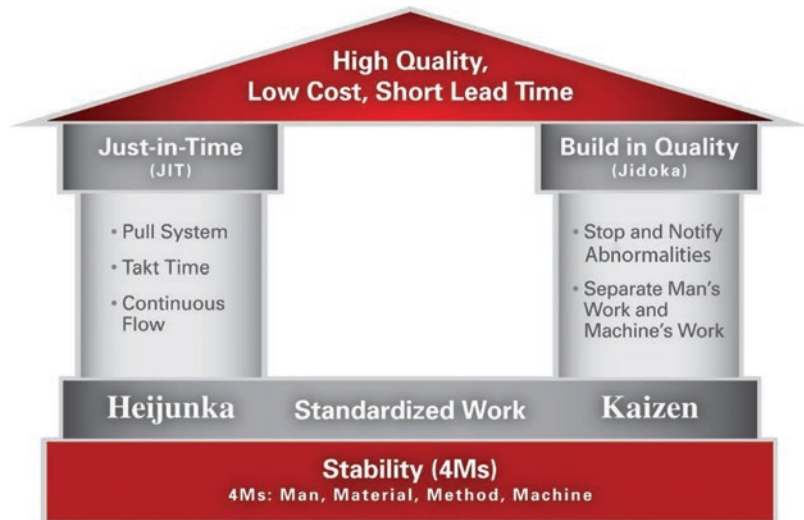 High Quality,
Low Cost, Short Lead Time
Just-in-Time
(JIT)
• Pull System
• Takt Time
• Continuous
Flow
Build in Quality
(Jidoka)
• Stop and Notify
Abnormalities
• Separate Man's
Work and
Machine's Work
Heijunka Standardized Work Kaizen
Stability (4Ms)
4Ms: Man, Material, Method, Machine